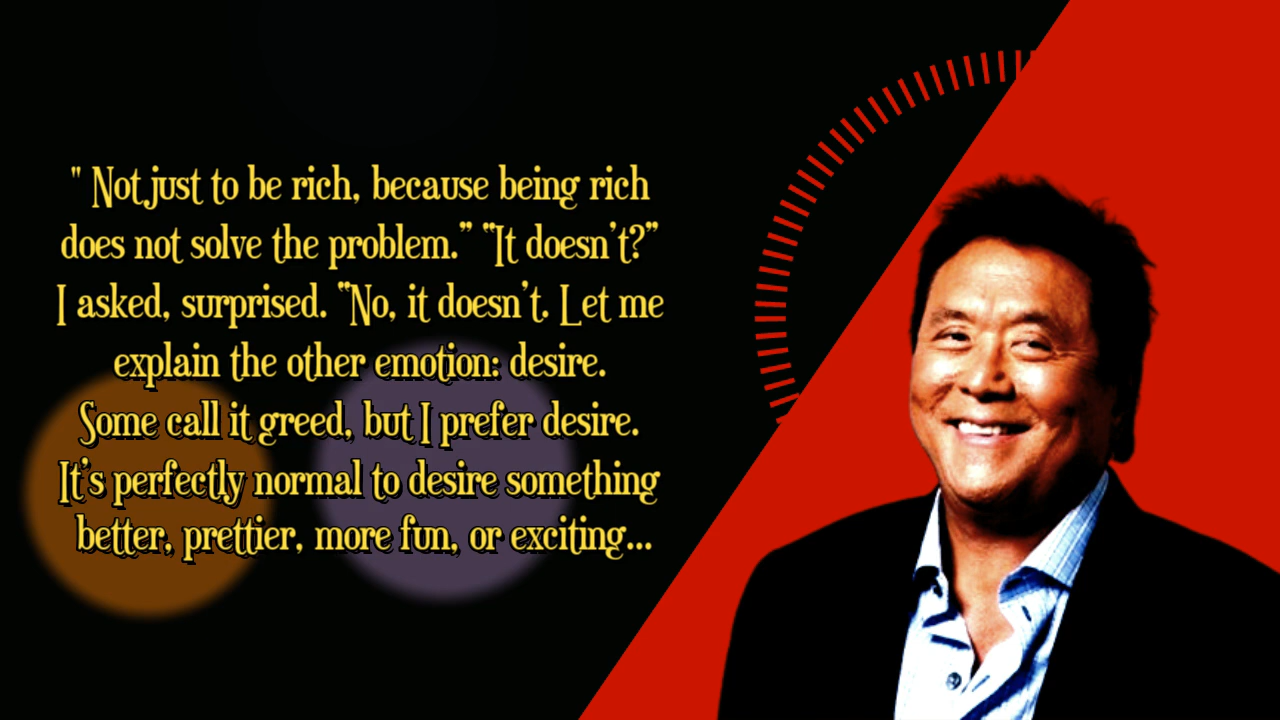 " Not just to be rich, because being rich
does not solve the problem.” “It doesn’t?”
I asked, surprised. “No, it doesn’t. Let me
explain the other emotion: desire.
Some call it greed, but I prefer desire.
It’s perfectly normal to desire something
better, prettier, more fun, or exciting...